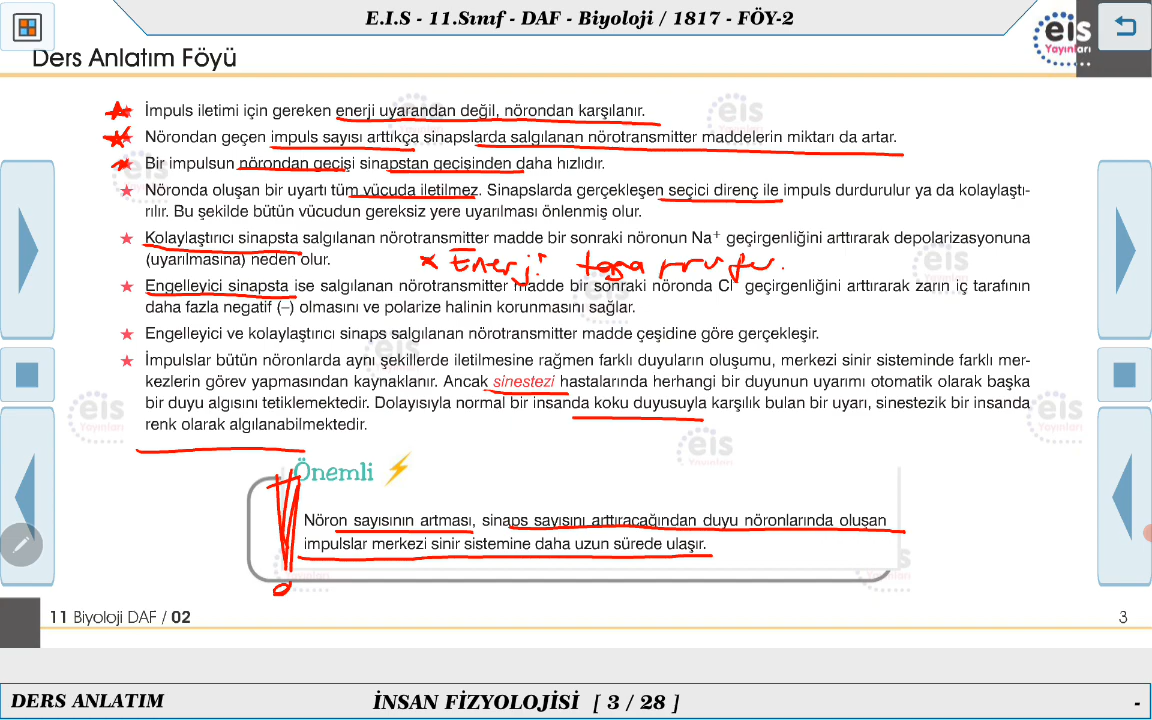 E.I.S - 11.Sınıf - DAF - Biyoloji / 1817 - FÖY-2
eis
Yayınları
Ders Anlatım Föyü
İmpuls iletimi için gereken enerji uyarandan değil, nörondan karşılanır.
Nörondan geçen impuls sayısı arttıkça sinapslarda salgılanan nörotransmitter maddelerin miktarı da artar.
Bir impulsun nörondan geçişi sinapstan geçişinden daha hızlıdır.
Nöronda oluşan bir uyartı tüm vücuda iletilmez. Sinapslarda gerçekleşen seçici direnç ile impuls durdurulur ya da kolaylaştı-
rılır. Bu şekilde bütün vücudun gereksiz yere uyarılması önlenmiş olur.
Kolaylaştırıcı sinapsta salgılanan nörotransmitter madde bir sonraki nöronun Na+ geçirgenliğini arttırarak depolarizasyonuna
(uyarılmasına) neden olur.
Enerji
Engelleyici sinapsta ise salgılanan nörotransmitter madde bir sonraki nöronda Cl- geçirgenliğini arttırarak zarın iç tarafının
daha fazla negatif (–) olmasını ve polarize halinin korunmasını sağlar.
Engelleyici ve kolaylaştırıcı sinaps salgılanan nörotransmitter madde çeşidine göre gerçekleşir.
İmpulslar bütün nöronlarda aynı şekillerde iletilmesine rağmen farklı duyuların oluşumu, merkezi sinir sisteminde farklı mer-
kezlerin görev yapmasından kaynaklanır. Ancak sinestezi hastalarında herhangi bir duyunun uyarımı otomatik olarak başka
bir duyu algısını tetiklemektedir. Dolayısıyla normal bir insanda koku duyusuyla karşılık bulan bir uyarı, sinestezik bir insanda
renk olarak algılanabilmektedir.
Önemli
Nöron sayısının artması, sinaps sayısını arttıracağından duyu nöronlarında oluşan
impulslar merkezi sinir sistemine daha uzun sürede ulaşır.
11 Biyoloji DAF / 02
3
DERS ANLATIM
İNSAN FİZYOLOJİSİ [ 3 / 28 ]
-